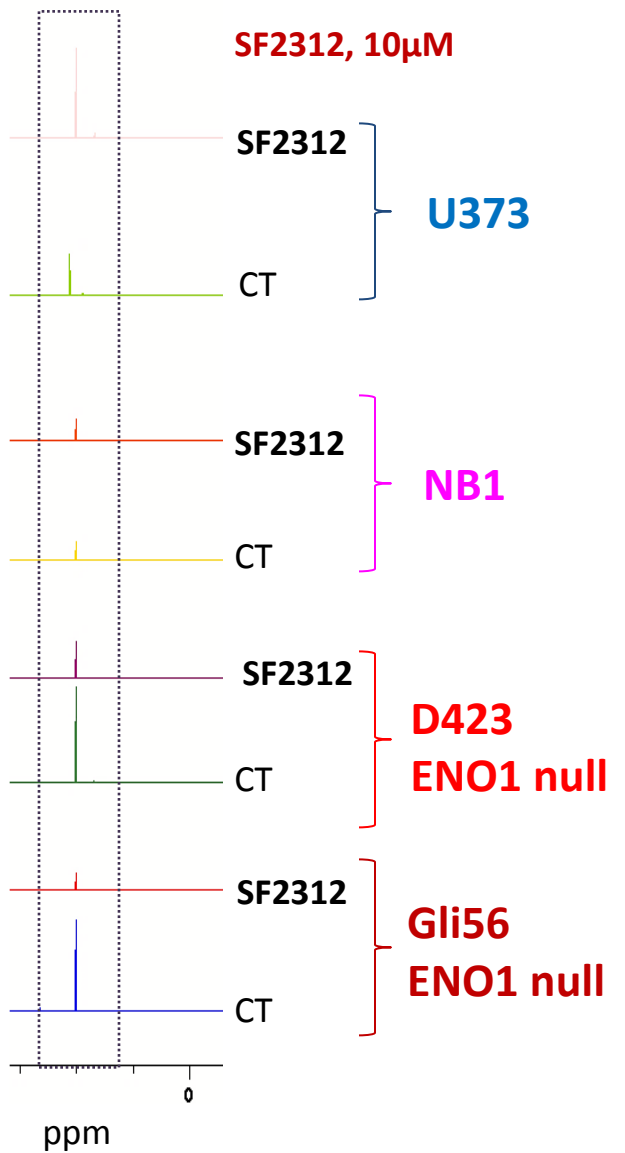 SF2312, 10µM
SF2312
U373
CT
SF2312
NB1
CT
SF2312
D423
ENO1 null
CT
SF2312
Gli56
ENO1 null
CT
0
ppm